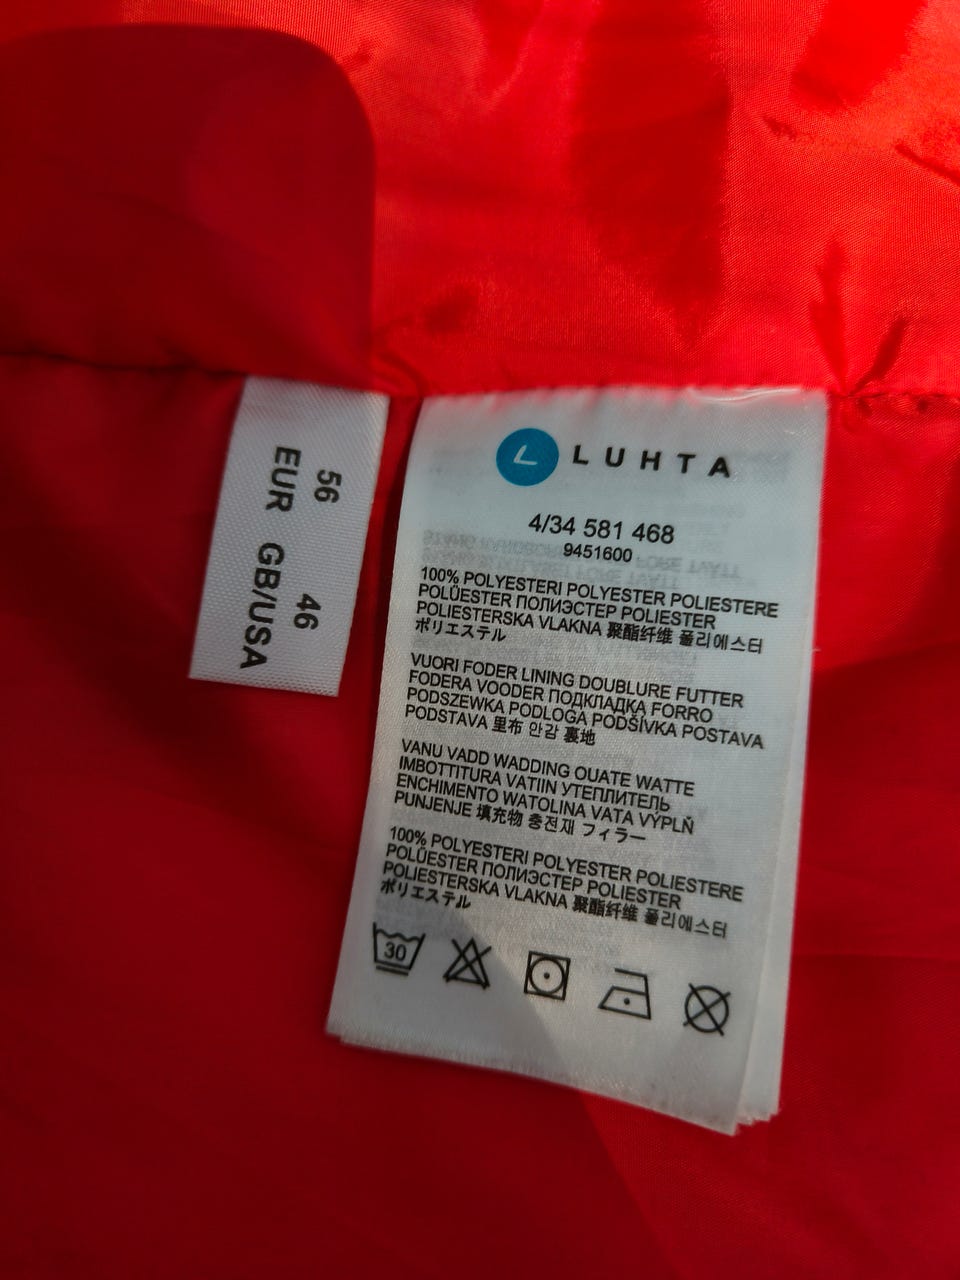 56
EUR
46
GB/USA
LUHTA
4/34 581 468
9451600
100% POLYESTERI POLYESTER POLIESTERE
POLÜESTER ПОЛИЭСТЕР POLIESTER
POLIESTERSKA VLAKNA 聚酯纤维 폴리에스터
ポリエステル
VUORI FODER LINING DOUBLURE FUTTER
FODERA VOODER ПОДКЛАДКА FORRO
PODSZEWKA PODLOGA PODŠÍVKA POSTAVA
PODSTAVA 里布 안감 裏地
VANU VADD WADDING OUATE WATTE
IMBOTTITURA VATIIN УТЕПЛИТЕЛЬ
ENCHIMENTO WATOLINA VATA VÝPLŇ
PUNJENJE 填充物 충전재 フィラー
100% POLYESTERI POLYESTER POLIESTERE
POLÜESTER ПОЛИЭСТЕР POLIESTER
POLIESTERSKA VLAKNA 聚酯纤维 폴리에스터
ポリエステル
30